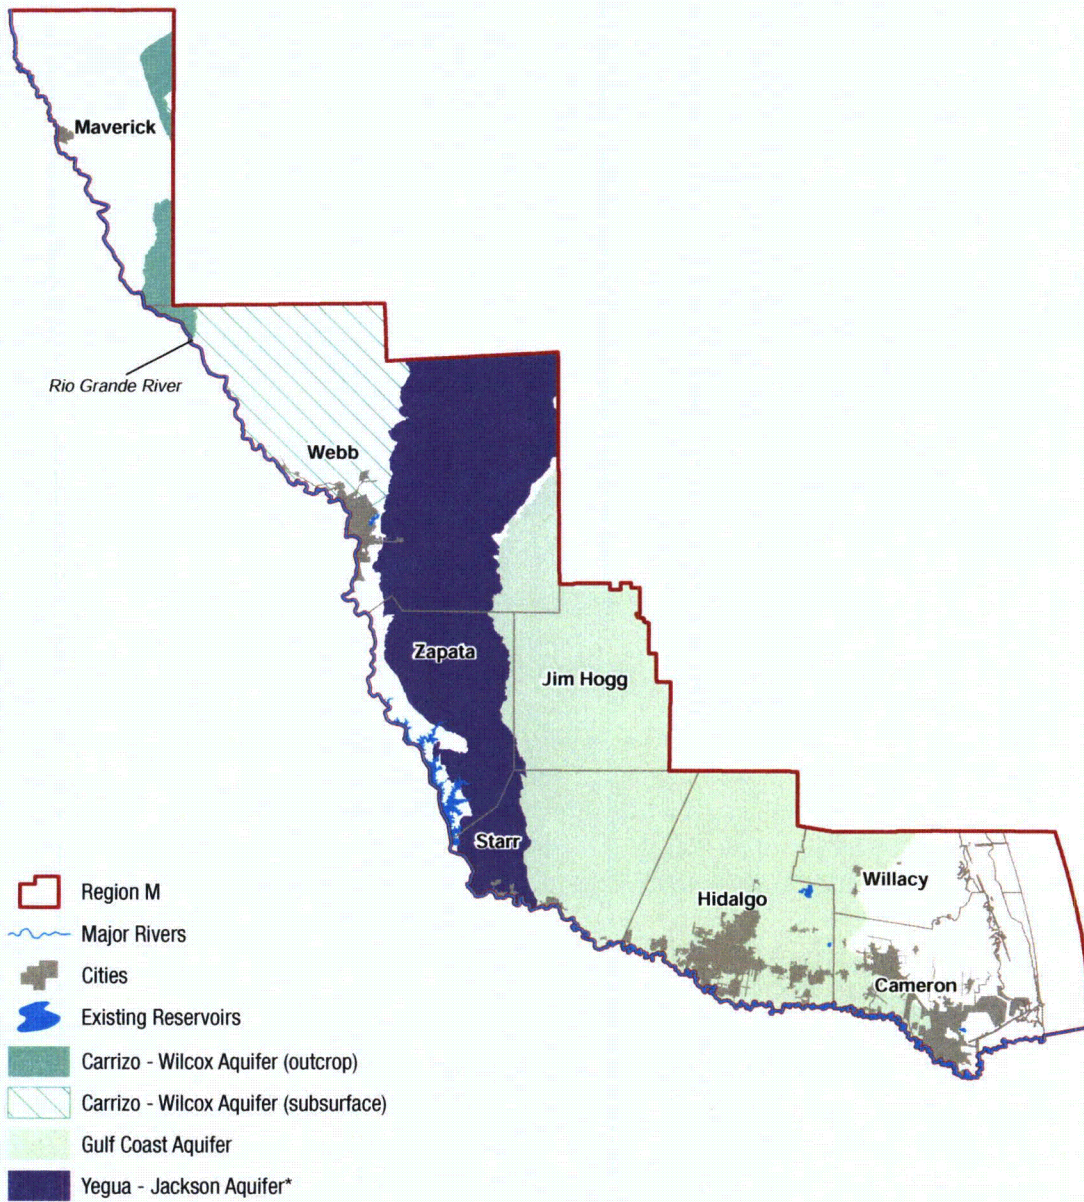 Maverick
Rio Grande River
Webb
Zapata
Jim Hogg
Starr
Hidalgo
Willacy
Cameron
Region M
Major Rivers
Cities
Existing Reservoirs
Carrizo - Wilcox Aquifer (outcrop)
Carrizo - Wilcox Aquifer (subsurface)
Gulf Coast Aquifer
Yegua - Jackson Aquifer*